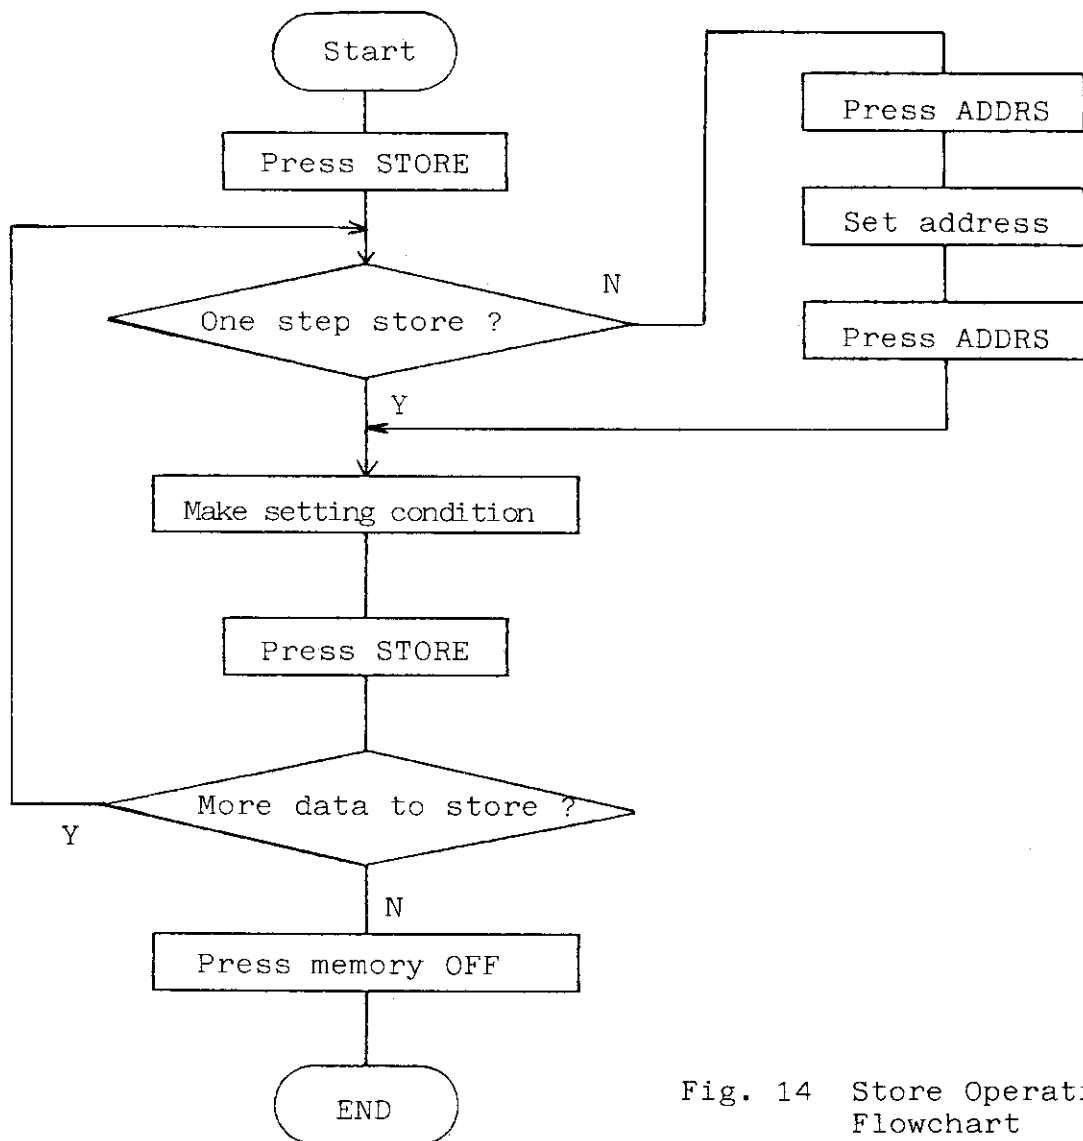 Start
Press STORE
One step store ?
N
Press ADDRS
Set address
Press ADDRS
Y
Make setting condition
Press STORE
More data to store ?
Y
N
Press memory OFF
END
Fig. 14 Store
Flowchart